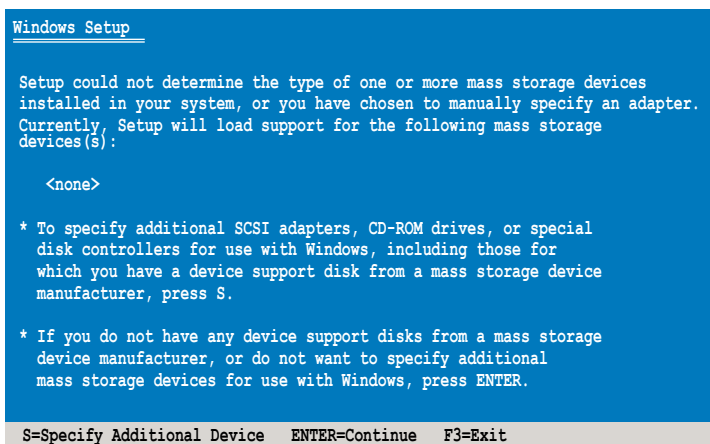 Windows Setup
Setup could not determine the type of one or more mass storage devices
installed in your system, or you have chosen to manually specify an adapter.
Currently, Setup will load support for the following mass storage
devices(s):
<none>
* To specify additional SCSI adapters, CD-ROM drives, or special
disk controllers for use with Windows, including those for
which you have a device support disk from a mass storage device
manufacturer, press S.
* If you do not have any device support disks from a mass storage
device manufacturer, or do not want to specify additional
mass storage devices for use with Windows, press ENTER.
S=Specify Additional Device ENTER=Continue F3=Exit